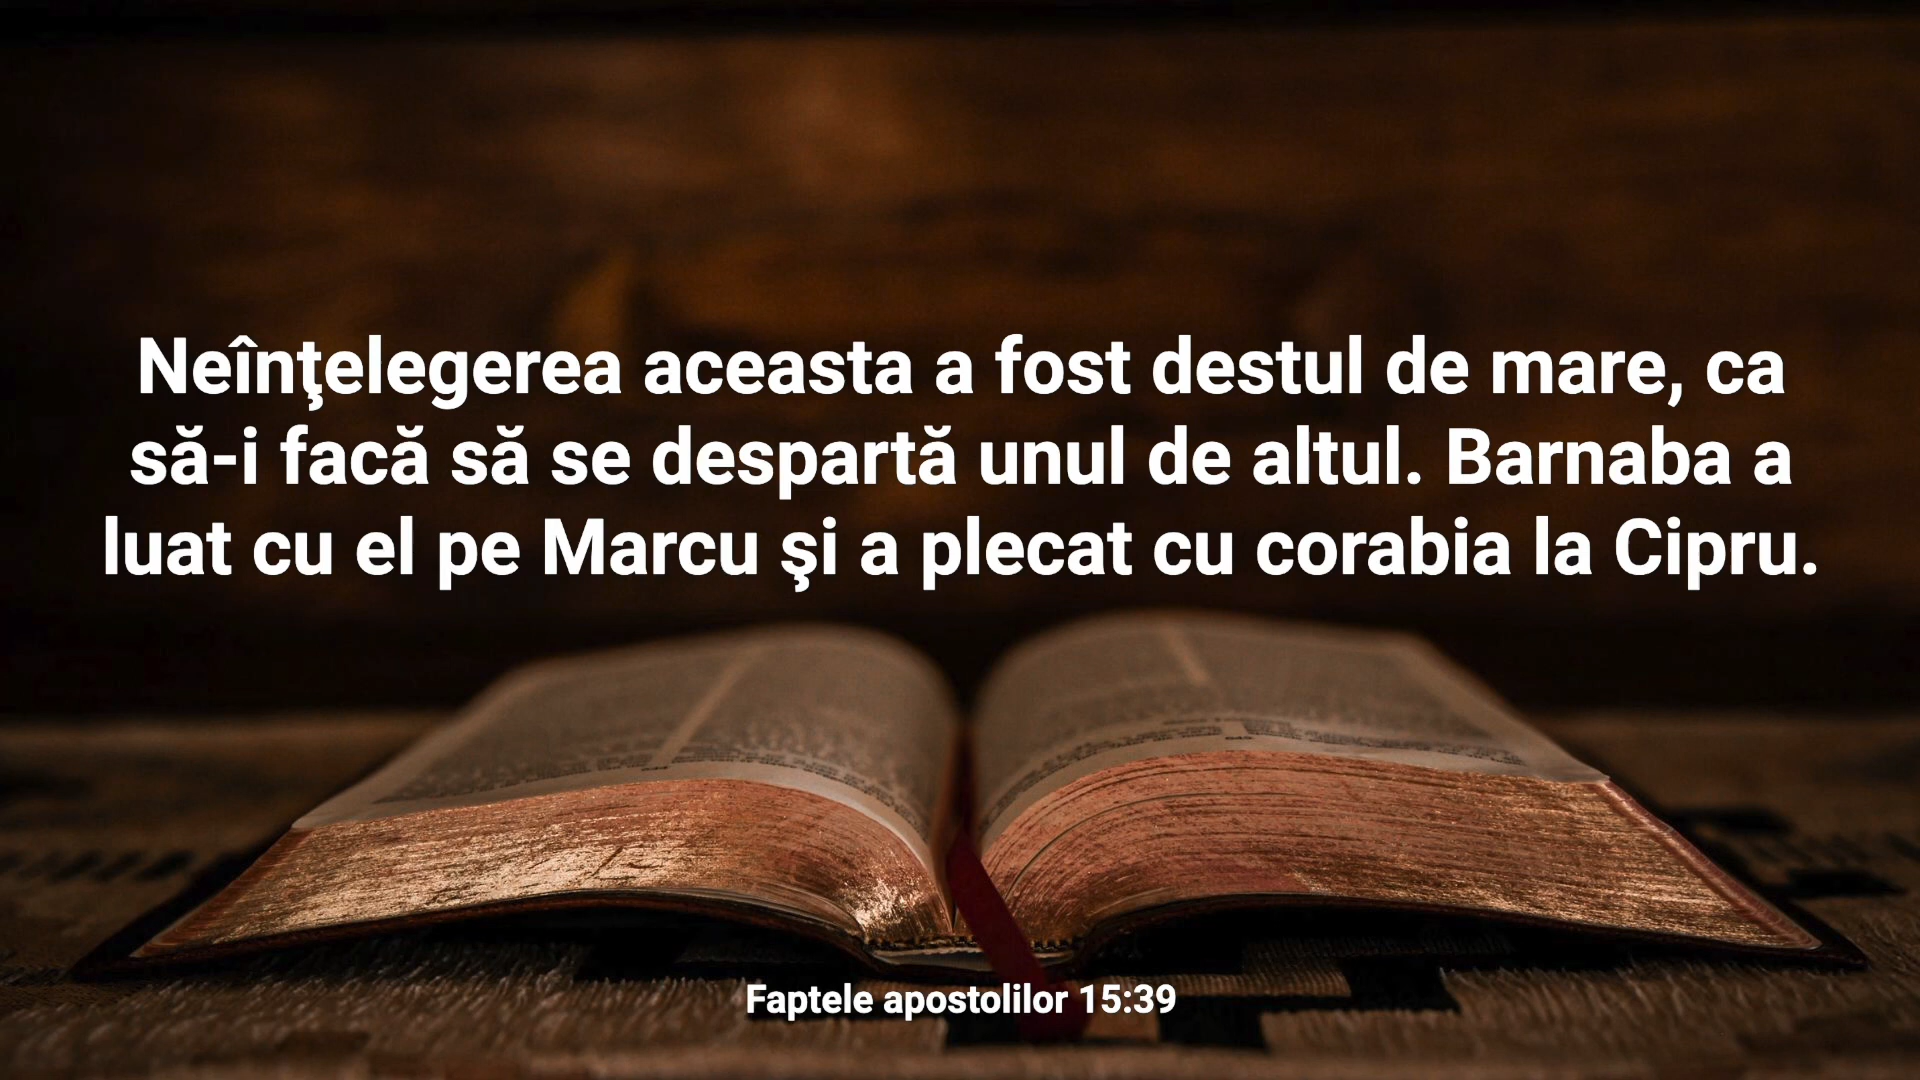 Neînţelegerea aceasta a fost destul de mare, ca
să-i facă să se despartă unul de altul. Barnaba a
luat cu el pe Marcu şi a plecat cu corabia la Cipru.
Faptele apostolilor 15:39